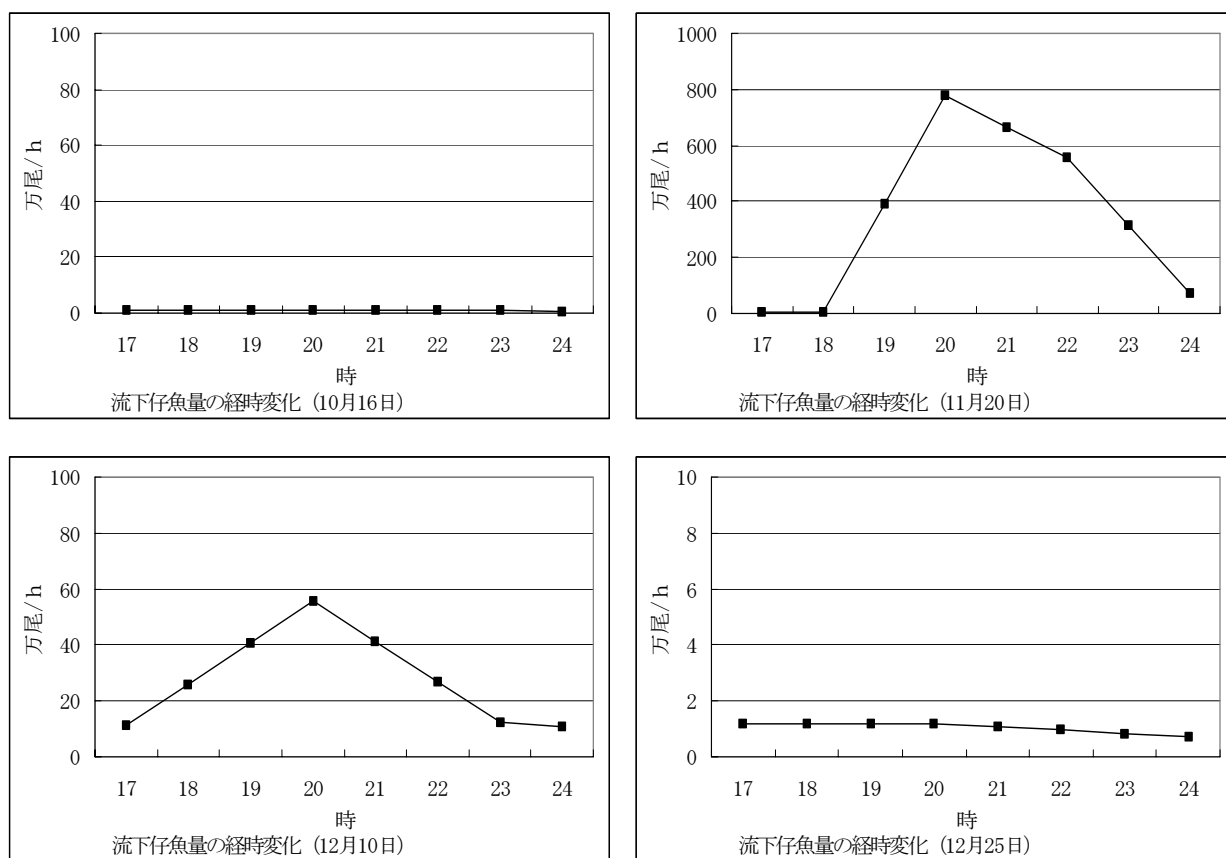 100
80
60
40
20
0
万尾/h
17 18 19 20 21 22 23 24
時
流下仔魚量の経時変化（10月16日）
1000
800
600
400
200
0
万尾/h
17 18 19 20 21 22 23 24
時
流下仔魚量の経時変化（11月20日）
100
80
60
40
20
0
万尾/h
17 18 19 20 21 22 23 24
時
流下仔魚量の経時変化（12月10日）
10
8
6
4
2
0
万尾/h
17 18 19 20 21 22 23 24
時
流下仔魚量の経時変化（12月25日）